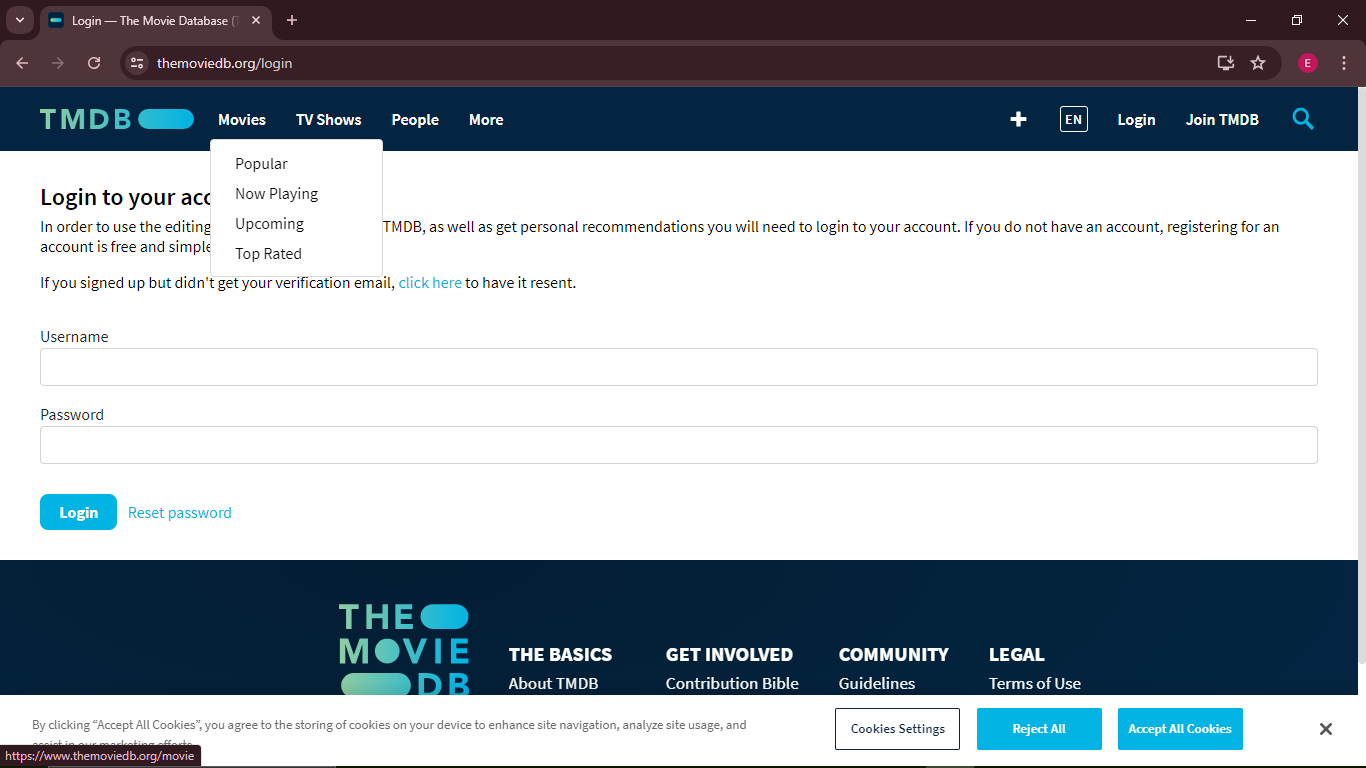 Login — The Movie Database (T
themoviedb.org/login
E
TMDB
Movies
TV Shows
People
More
EN
Login
Join TMDB
Popular
Now Playing
Upcoming
Top Rated
Login to your acc
In order to use the editing TMDB, as well as get personal recommendations you will need to login to your account. If you do not have an account, registering for an
account is free and simple
If you signed up but didn't get your verification email, click here to have it resent.
Username
Password
Login
Reset password
THE
MOVIE
DB
THE BASICS
About TMDB
GET INVOLVED
Contribution Bible
COMMUNITY
Guidelines
LEGAL
Terms of Use
By clicking “Accept All Cookies”, you agree to the storing of cookies on your device to enhance site navigation, analyze site usage, and
assist in our marketing efforts.
Cookies Settings
Reject All
Accept All Cookies
https://www.themoviedb.org/movie